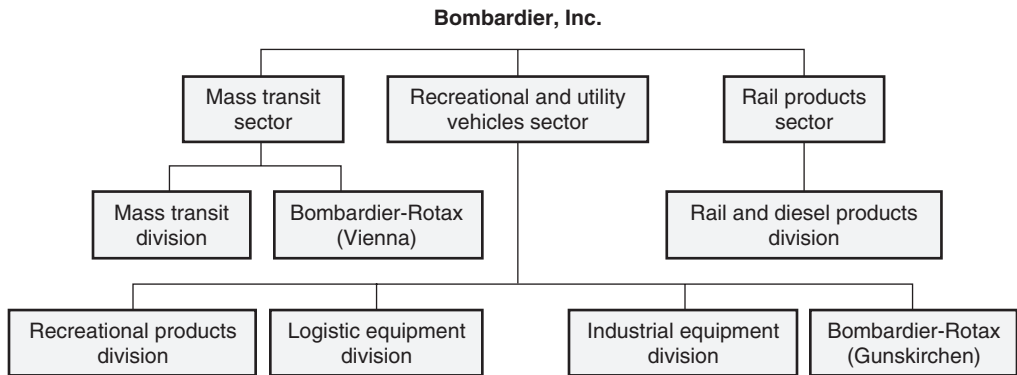 Bombardier, Inc.
Mass transit
sector
Recreational and utility
vehicles sector
Rail products
sector
Mass transit
division
Bombardier-Rotax
(Vienna)
Rail and diesel products
division
Recreational products
division
Logistic equipment
division
Industrial equipment
division
Bombardier-Rotax
(Gunskirchen)